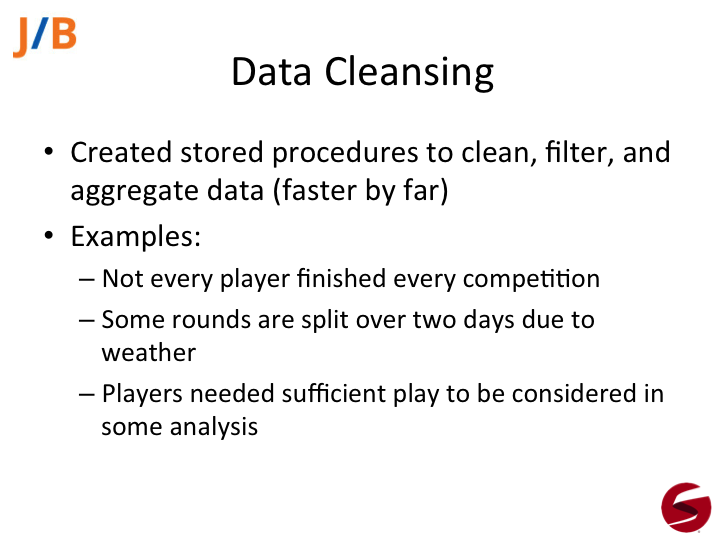 J/B
Data Cleansing
• Created stored procedures to clean, filter, and
aggregate data (faster by far)
• Examples:
– Not every player finished every competition
– Some rounds are split over two days due to
weather
– Players needed sufficient play to be considered in
some analysis